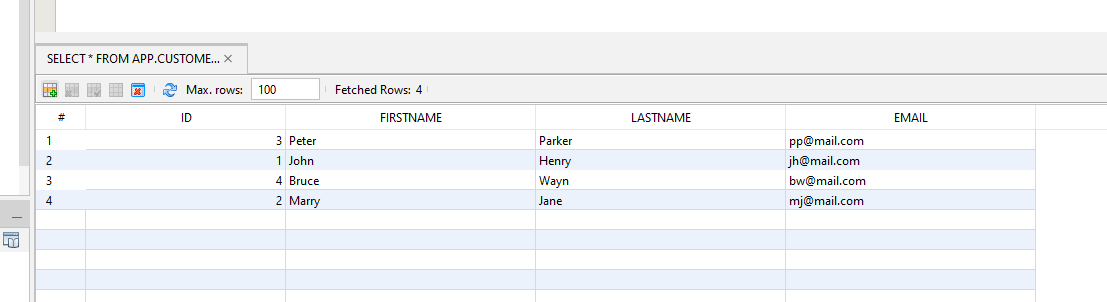 SELECT * FROM APP.CUSTOME... ×
Max. rows: 100 Fetched Rows: 4
# ID FIRSTNAME LASTNAME EMAIL
1 3 Peter Parker pp@mail.com
2 1 John Henry jh@mail.com
3 4 Bruce Wayn bw@mail.com
4 2 Marry Jane mj@mail.com